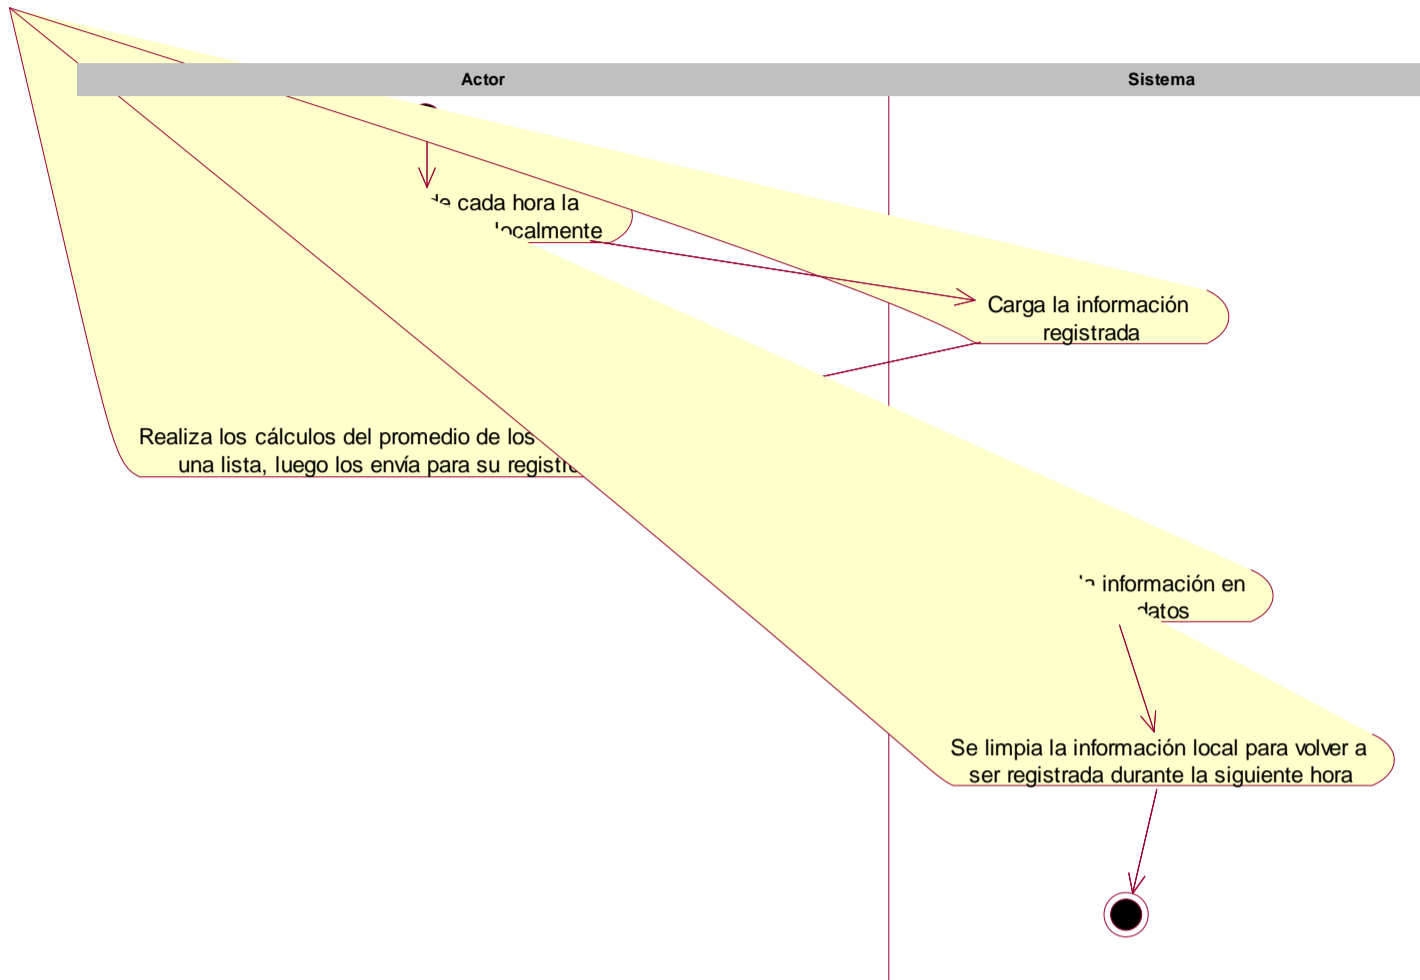 Actor
Sistema
de cada hora la
localmente
Carga la información
registrada
Realiza los cálculos del promedio de los
una lista, luego los envía para su registro
información en
datos
Se limpia la información local para volver a
ser registrada durante la siguiente hora